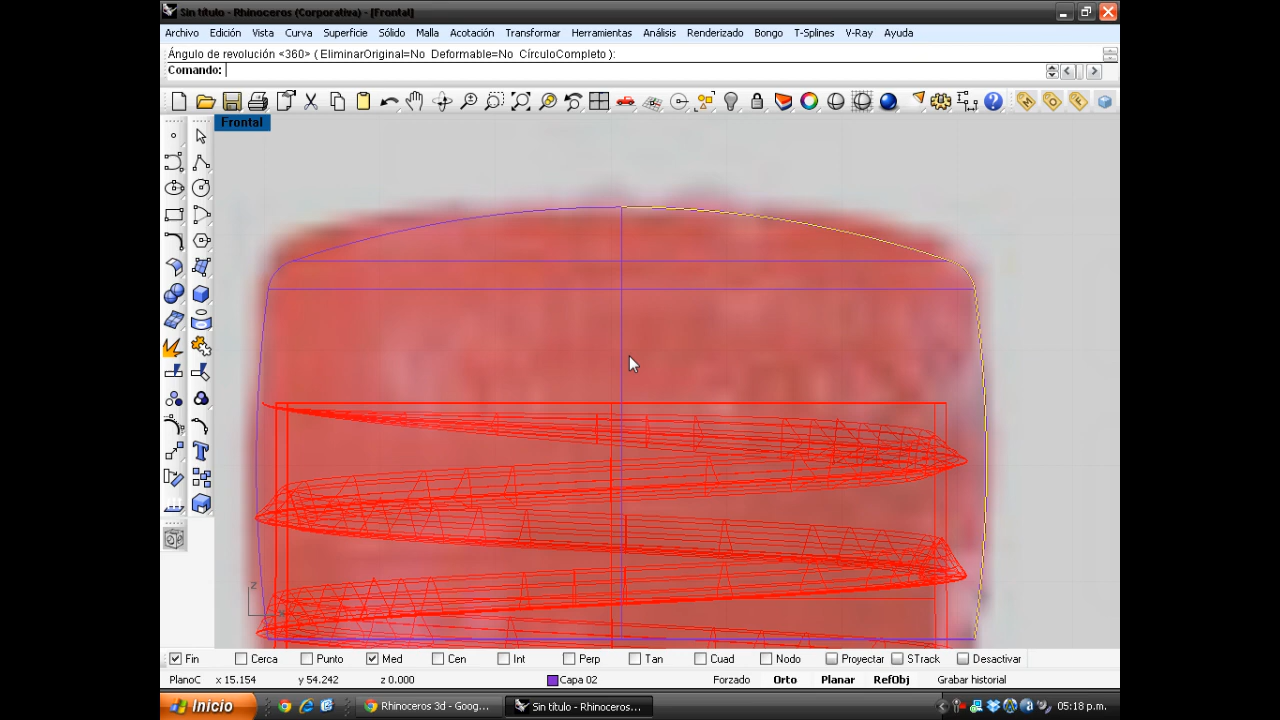 Sin título - Rhinoceros (Corporativa) - [Frontal]
Archivo Edición Vista Curva Superficie Sólido Malla Acotación Transformar Herramientas Análisis Renderizado Bongo T-Splines V-Ray Ayuda
Ángulo de revolución <360> ( EliminarOriginal=No Deformable=No CírculoCompleto ):
Comando:
Frontal
z
Fin Cerca Punto Med Cen Int Perp Tan Cuad Nodo Proyectar STrack Desactivar
PlanoC x 15.154 y 54.242 z 0.000 Capa 02 Forzado Orto Planar RefObj Grabar historial
Inicio Rhinoceros 3d - Goog... Sin título - Rhinoceros... 05:18 p.m.